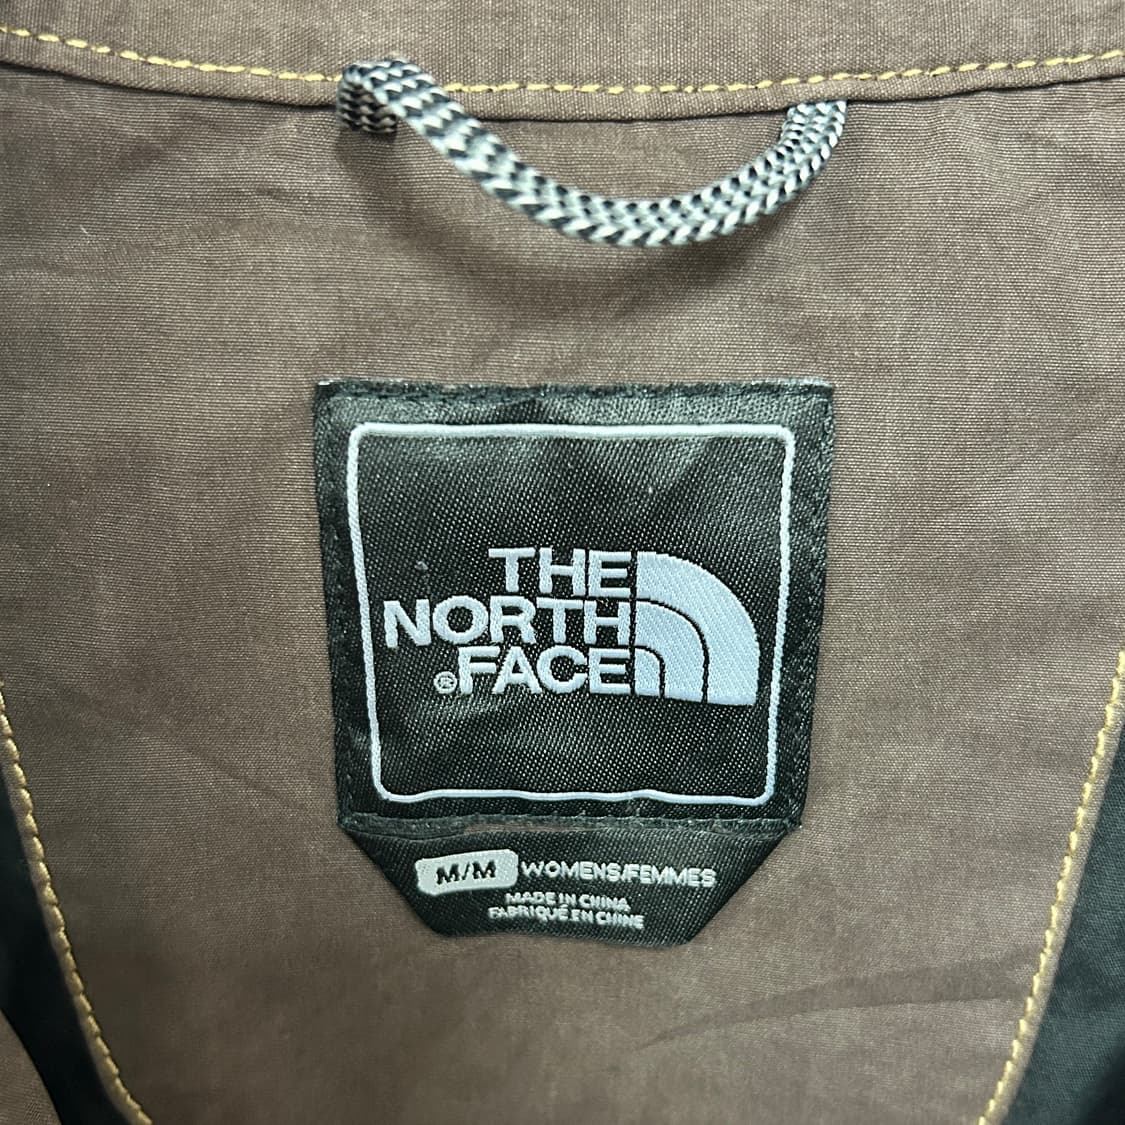 THE
NORTH
®FACE
M/M WOMENS/FEMMES
MADE IN CHINA
FABRIQUÉ EN CHINE